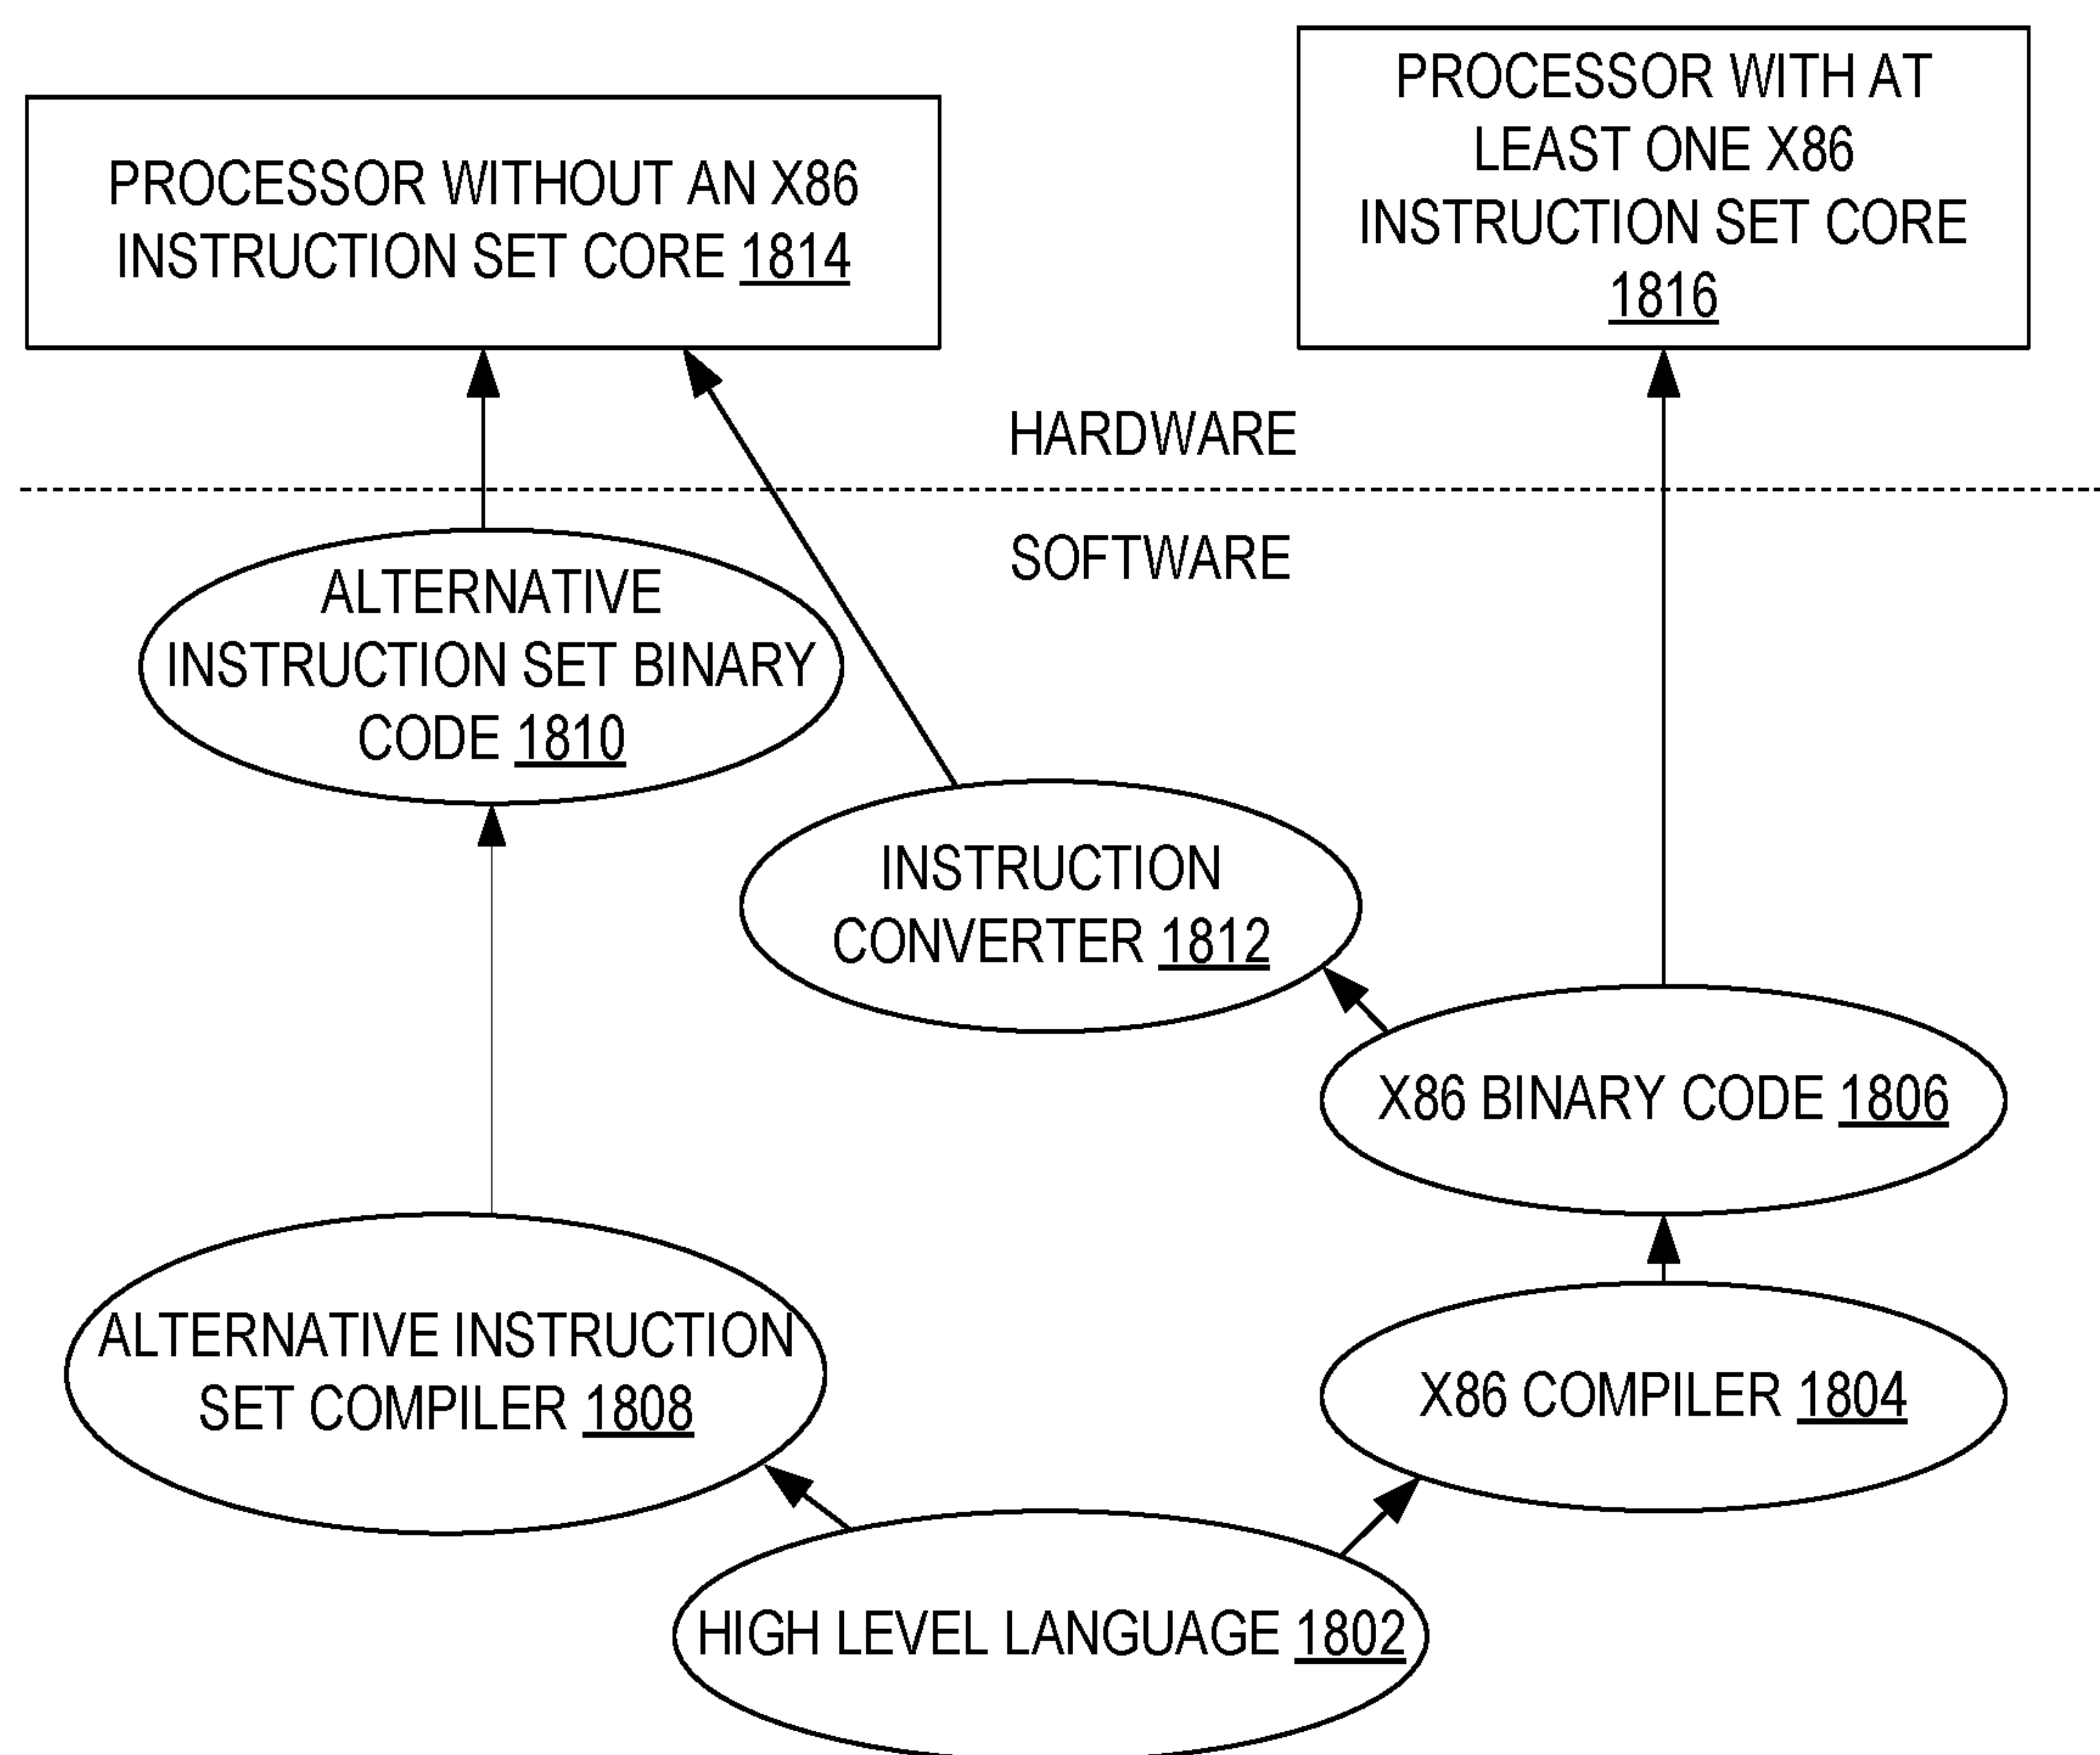 PROCESSOR WITHOUT AN X86
INSTRUCTION SET CORE 1814
PROCESSOR WITH AT
LEAST ONE X86
INSTRUCTION SET CORE
1816
HARDWARE
SOFTWARE
ALTERNATIVE
INSTRUCTION SET BINARY
CODE 1810
INSTRUCTION
CONVERTER 1812
X86 BINARY CODE 1806
ALTERNATIVE INSTRUCTION
SET COMPILER 1808
X86 COMPILER 1804
HIGH LEVEL LANGUAGE 1802